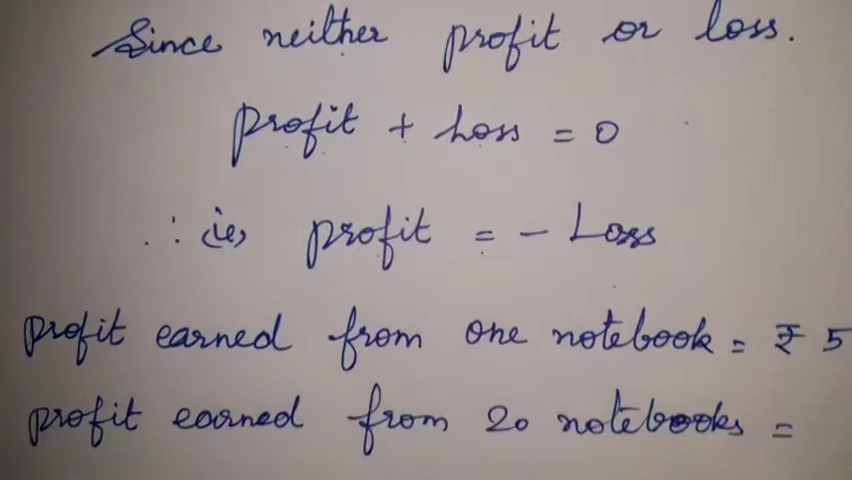 Since neither profit or loss.
profit + Loss = 0
∴ (ie) profit = - Loss
profit earned from one notebook = ₹ 5
profit earned from 20 notebooks =